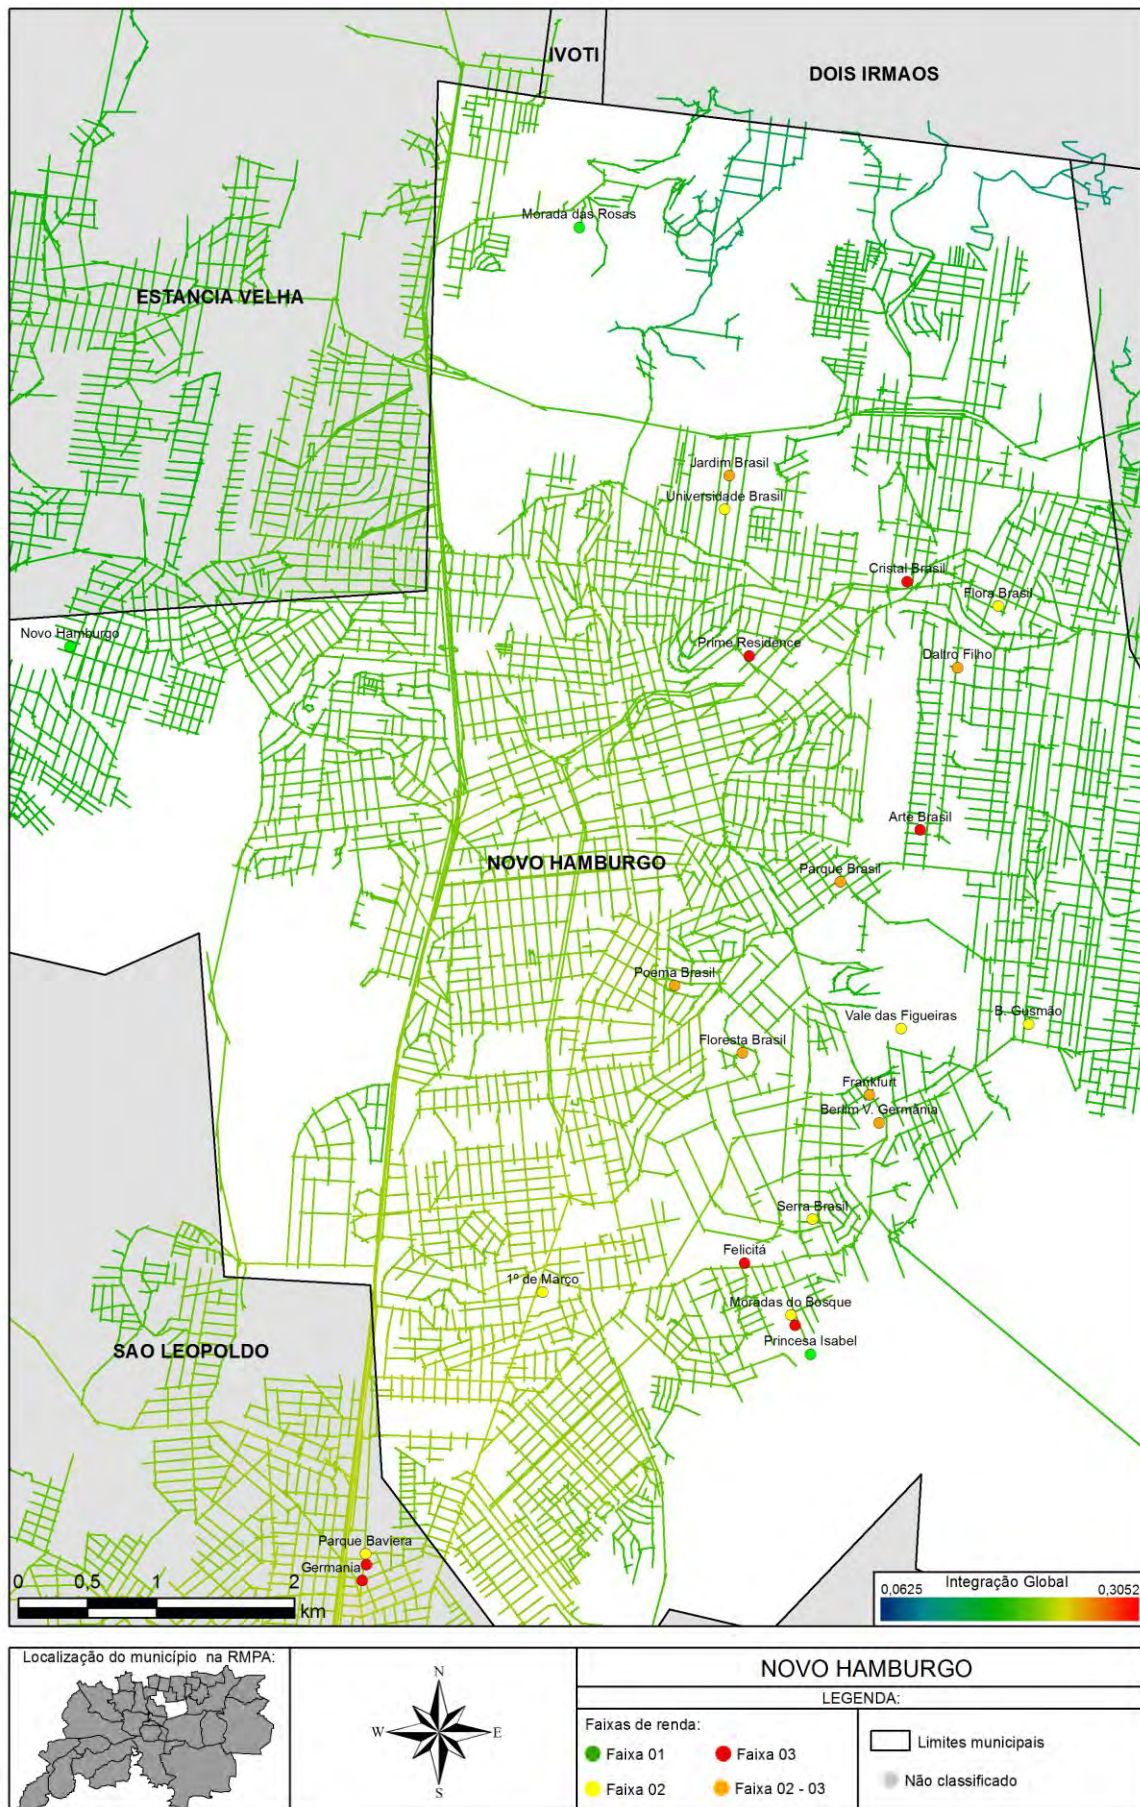 IVOTI
DOIS IRMAOS
Morada das Rosas
ESTANCIA VELHA
Jardim Brasil
Universidade Brasil
Cristal Brasil
Flora Brasil
Novo Hamburgo
Prime Residence
Daltro Filho
Arte Brasil
NOVO HAMBURGO
Parque Brasil
Poema Brasil
Vale das Figueiras
B. Gusmão
Floresta Brasil
Frankfurt
Berlim V. Germânia
Serra Brasil
Felicitá
1º de Março
Moradas do Bosque
Princesa Isabel
SAO LEOPOLDO
Parque Baviera
Germania
0 0,5 1 2
km
Integração Global
0,0625 0,3052
Localização do município na RMPA:
N
W E
S
NOVO HAMBURGO
LEGENDA:
Faixas de renda:
Faixa 01 Faixa 03
Faixa 02 Faixa 02 - 03
Limites municipais
Não classificado